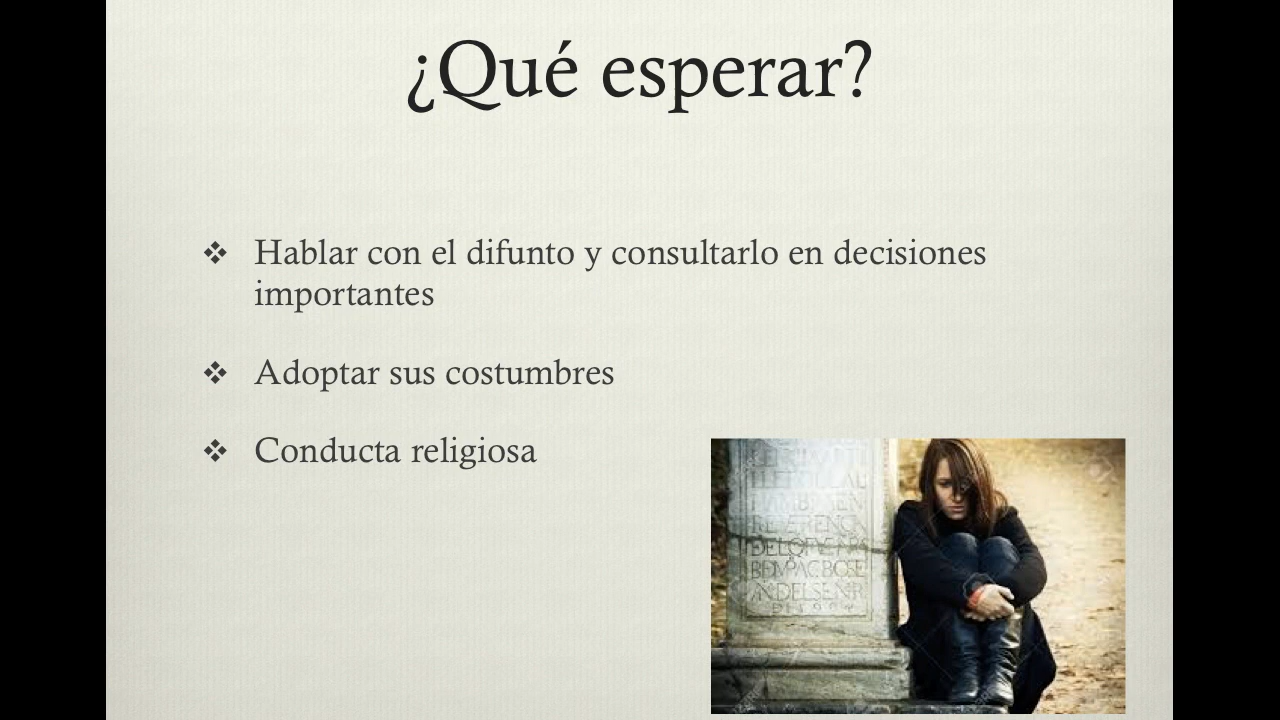 ¿Qué esperar?
❖ Hablar con el difunto y consultarlo en decisiones
importantes
❖ Adoptar sus costumbres
❖ Conducta religiosa